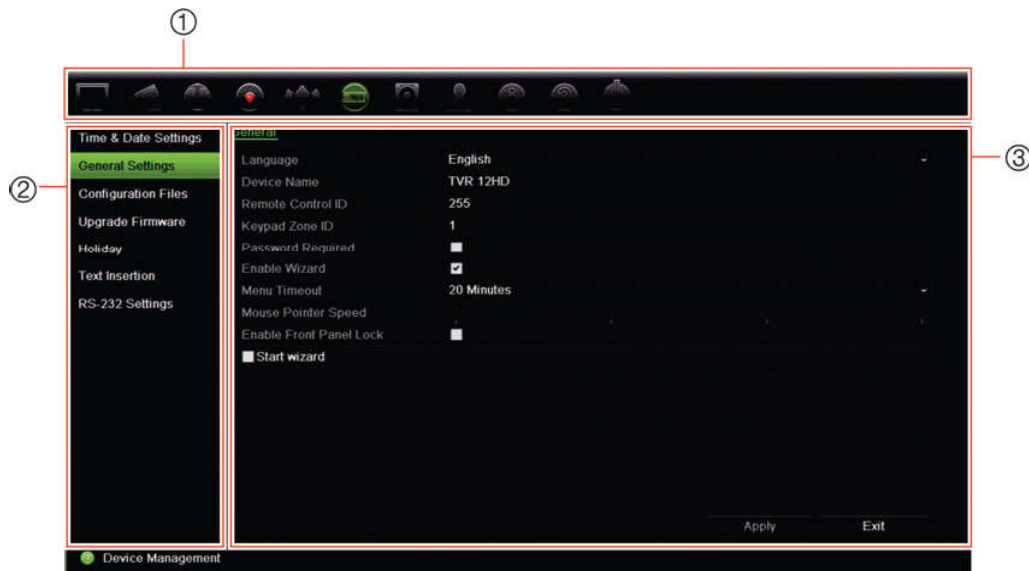 ①
Time & Date Settings
General Settings
Configuration Files
Upgrade Firmware
Holiday
Text Insertion
RS-232 Settings
②
General
Language English
Device Name TVR 12HD
Remote Control ID 255
Keypad Zone ID 1
Password Required
Enable Wizard
Menu Timeout 20 Minutes
Mouse Pointer Speed
Enable Front Panel Lock
Start wizard
③
Apply Exit
Device Management